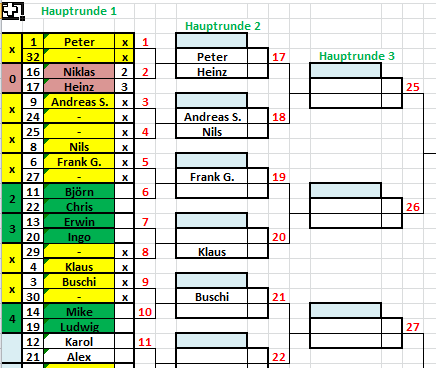 Hauptrunde 1
Hauptrunde 2
Hauptrunde 3
x 1 Peter x 1
32 - x
Peter 17
0 16 Niklas 2 2
Heinz
17 Heinz 3
25
x 9 Andreas S. x 3
24 - x
Andreas S. 18
x 25 - x 4
Nils
8 Nils x
x 6 Frank G. x 5
27 - x
Frank G. 19
2 11 Björn 6
22 Chris
26
3 13 Erwin 7
20 Ingo
20
x 29 - x 8
Klaus
4 Klaus x
x 3 Buschi x 9
30 - x
Buschi 21
4 14 Mike 10
19 Ludwig
27
12 Karol 11
21 Alex
22